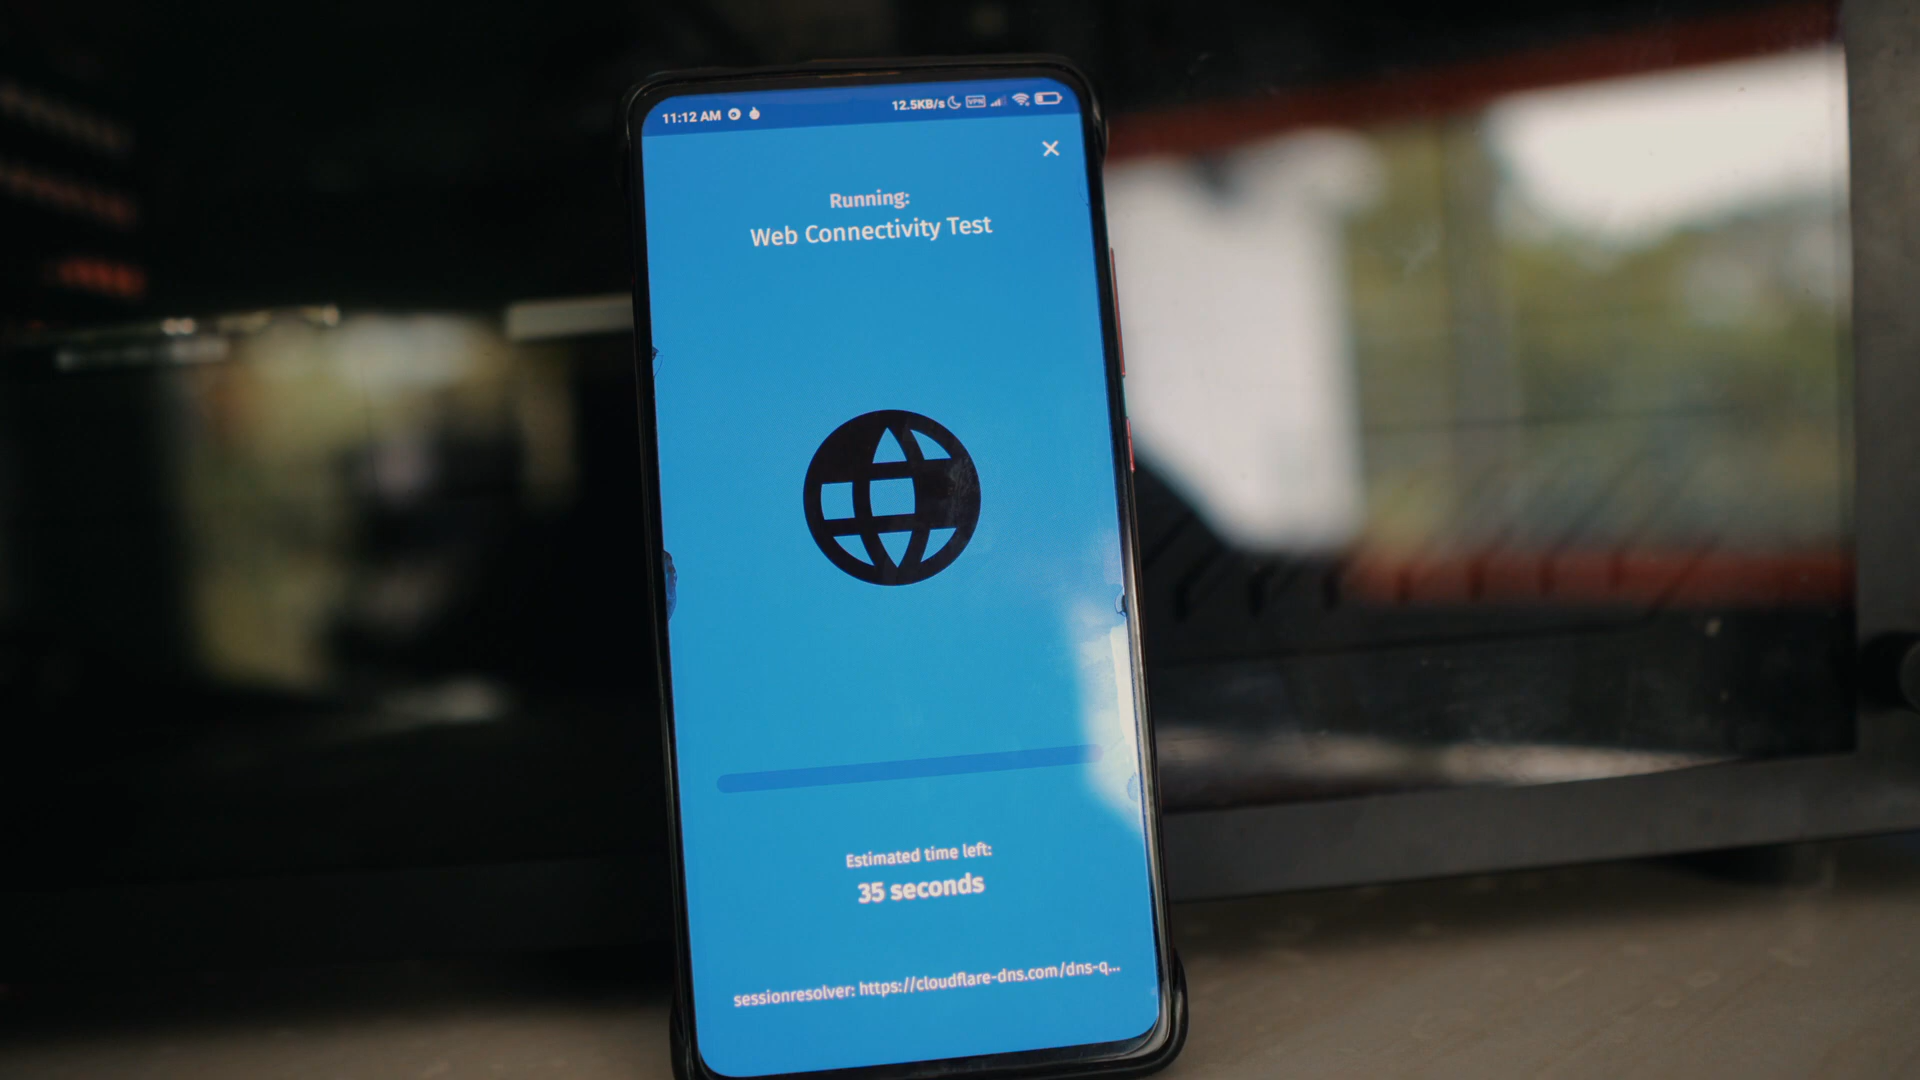 11:12 AM 12.5KB/s VPN
Running:
Web Connectivity Test
Estimated time left:
35 seconds
sessionresolver: https://cloudflare-dns.com/dns-q...